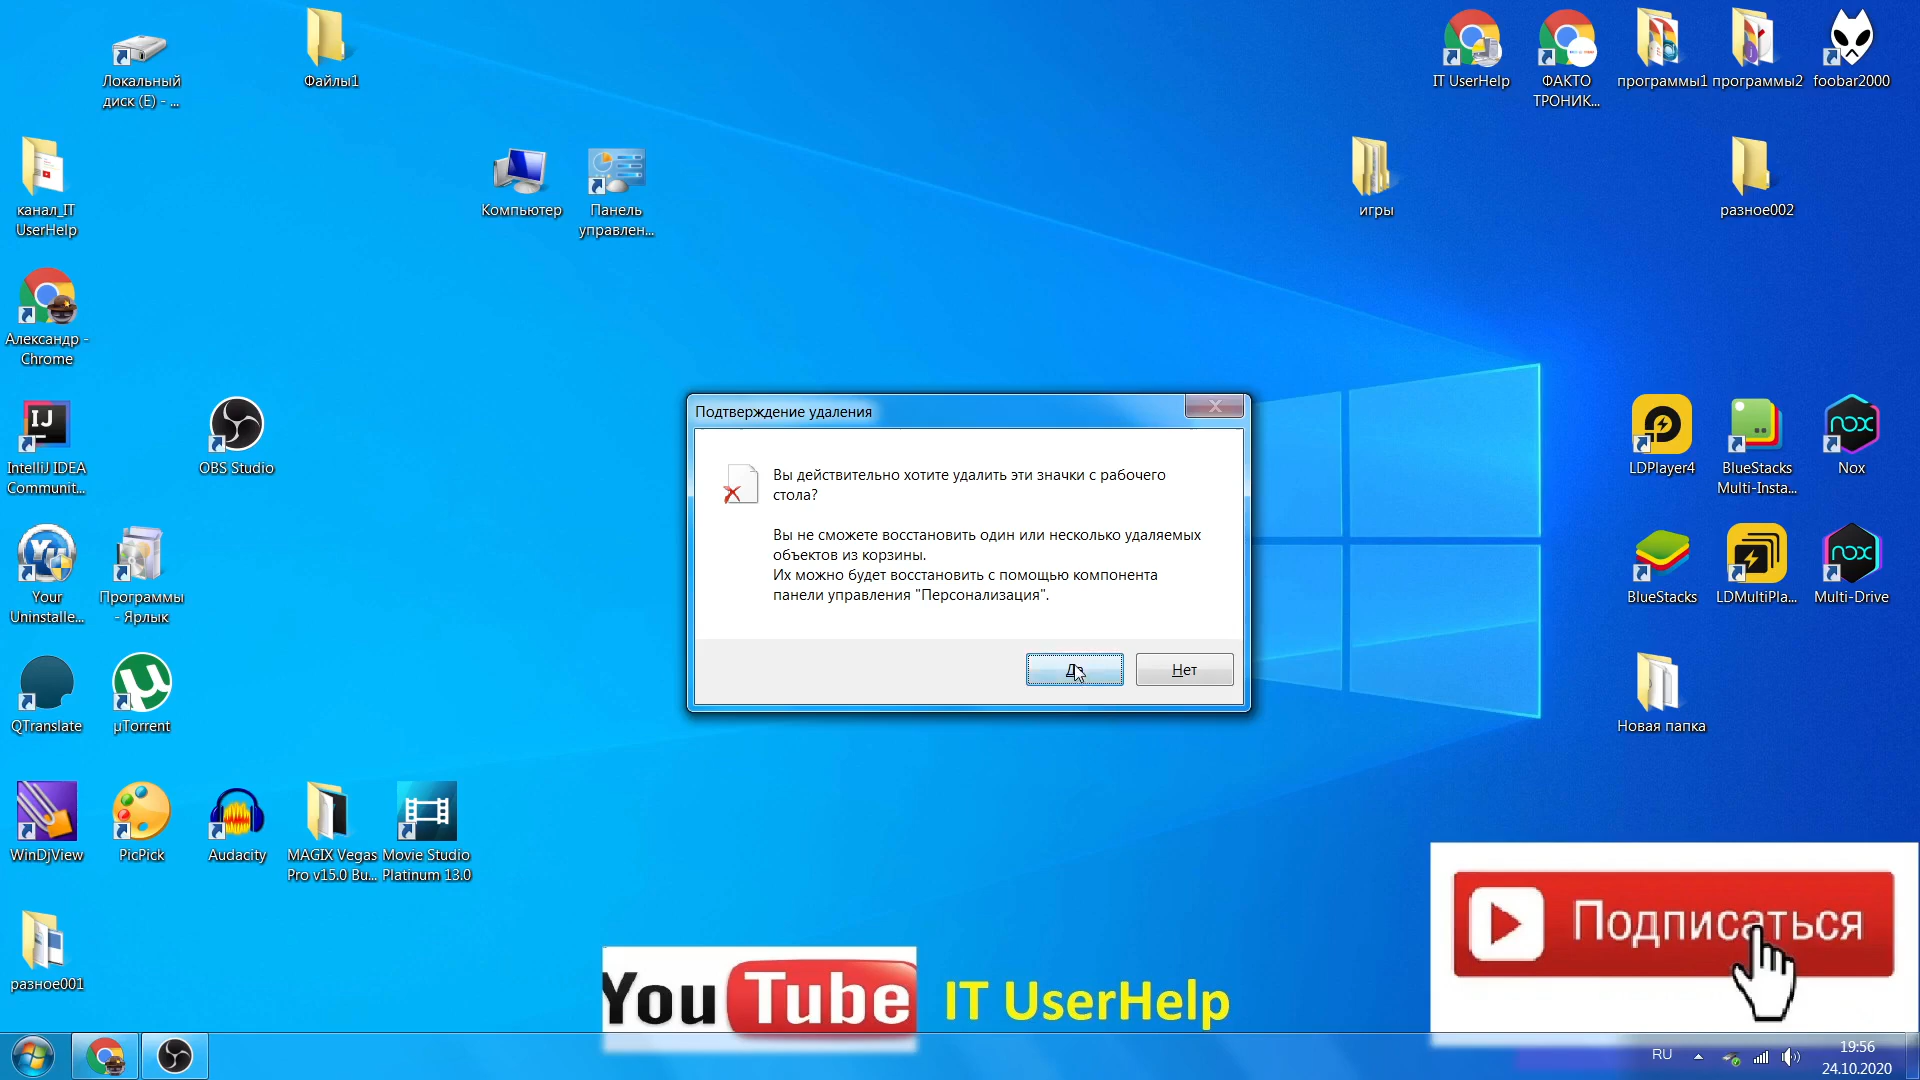 Локальный
диск (E) - ...
Файлы1
IT UserHelp
ФАКТО
ТРОНИК...
программы1
программы2
foobar2000
канал_IT
UserHelp
Компьютер
Панель
управлен...
игры
разное002
Александр -
Chrome
IJ
IntelliJ IDEA
Communit...
OBS Studio
LDPlayer4
BlueStacks
Multi-Insta...
nox
Nox
Подтверждение удаления
Вы действительно хотите удалить эти значки с рабочего
стола?
Вы не сможете восстановить один или несколько удаляемых
объектов из корзины.
Их можно будет восстановить с помощью компонента
панели управления "Персонализация".
Да
Нет
Your
Uninstalle...
Программы
- Ярлык
BlueStacks
LDMultiPla...
nox
Multi-Drive
QTranslate
µTorrent
Новая папка
WinDjView
PicPick
Audacity
MAGIX Vegas
Pro v15.0 Bu...
Movie Studio
Platinum 13.0
разное001
YouTube
IT UserHelp
Подписаться
RU
19:56
24.10.2020